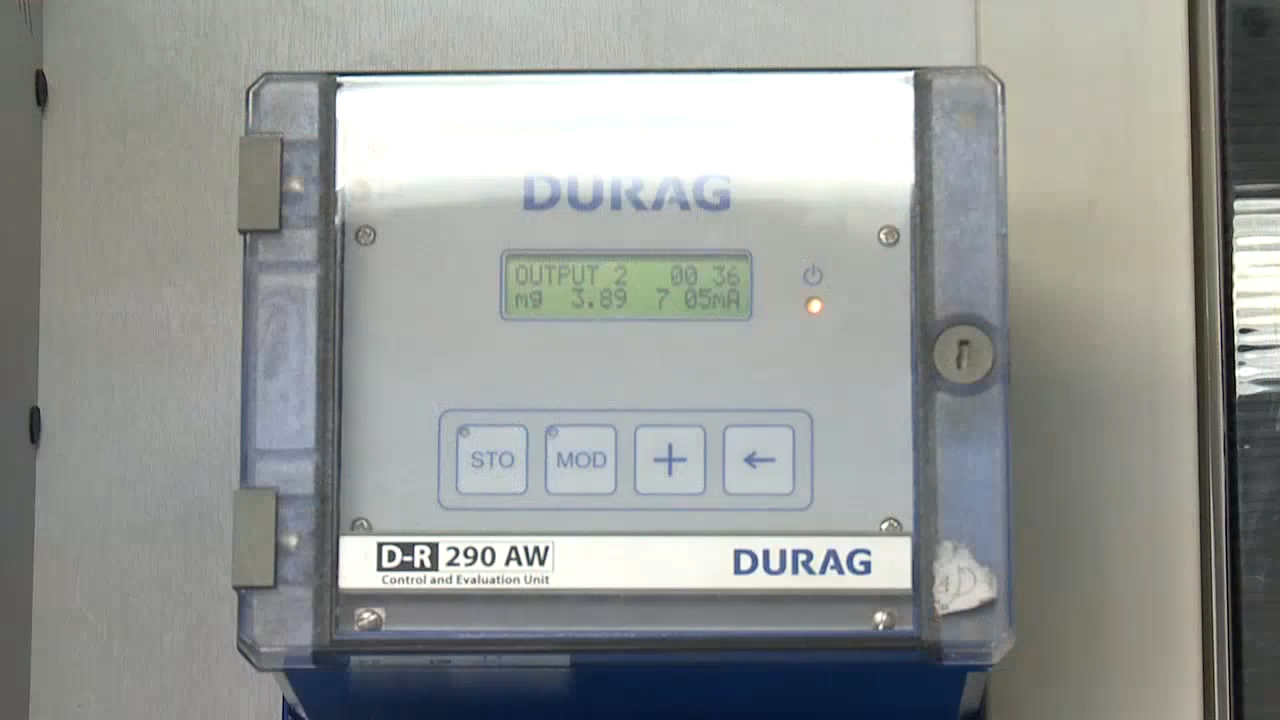 DURAG
OUTPUT 2 00 36
mg 3.89 7 05mA
STO MOD + ←
D-R 290 AW
Control and Evaluation Unit
DURAG